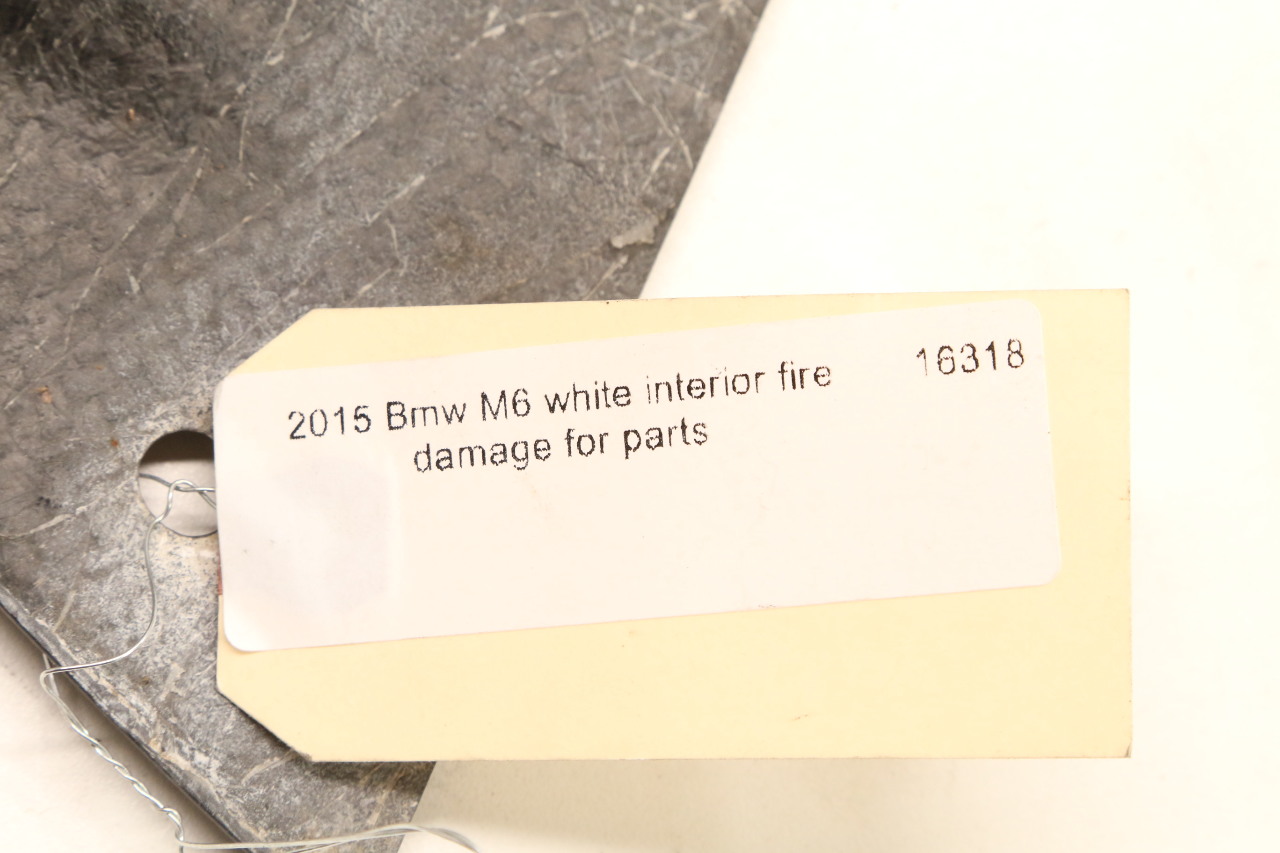 2015 Bmw M6 white interior fire 16318
damage for parts